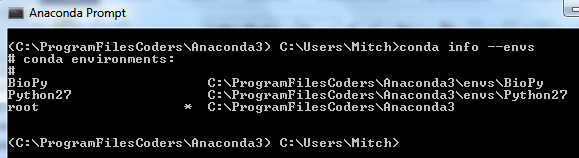 Anaconda Prompt
(C:\ProgramFilesCoders\Anaconda3) C:\Users\Mitch>conda info --envs
# conda environments:
#
BioPy                    C:\ProgramFilesCoders\Anaconda3\envs\BioPy
Python27                 C:\ProgramFilesCoders\Anaconda3\envs\Python27
root                  *  C:\ProgramFilesCoders\Anaconda3
(C:\ProgramFilesCoders\Anaconda3) C:\Users\Mitch>